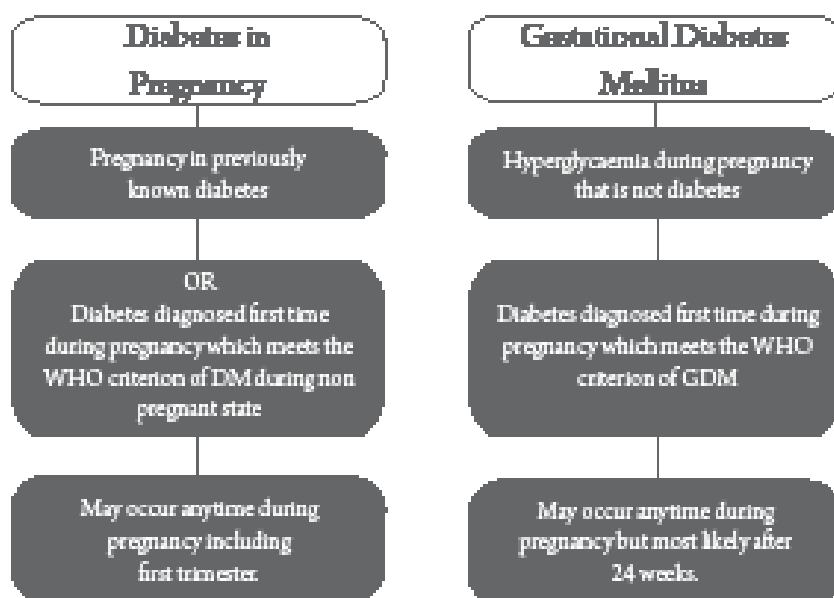 Diabetes in
Pregnancy
Pregnancy in previously
known diabetes
OR
Diabetes diagnosed first time
during pregnancy which meets the
WHO criterion of DM during non
pregnant state
May occur anytime during
pregnancy including
first trimester.
Gestational Diabetes
Mellitus
Hyperglycaemia during pregnancy
that is not diabetes
Diabetes diagnosed first time during
pregnancy which meets the WHO
criterion of GDM
May occur anytime during
pregnancy but most likely after
24 weeks.